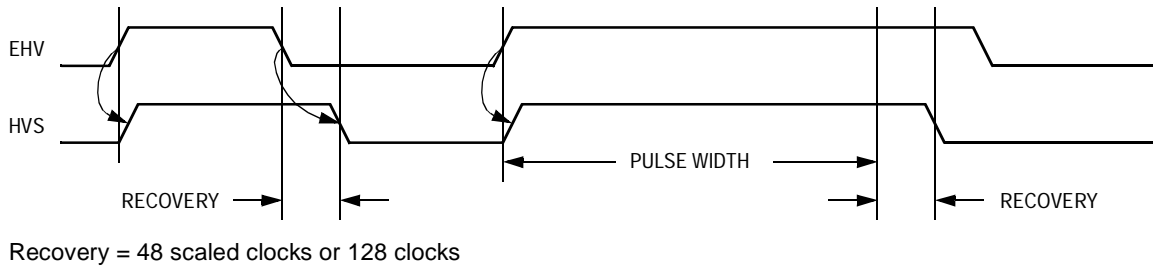 EHV
HVS
PULSE WIDTH
RECOVERY
RECOVERY
Recovery = 48 scaled clocks or 128 clocks